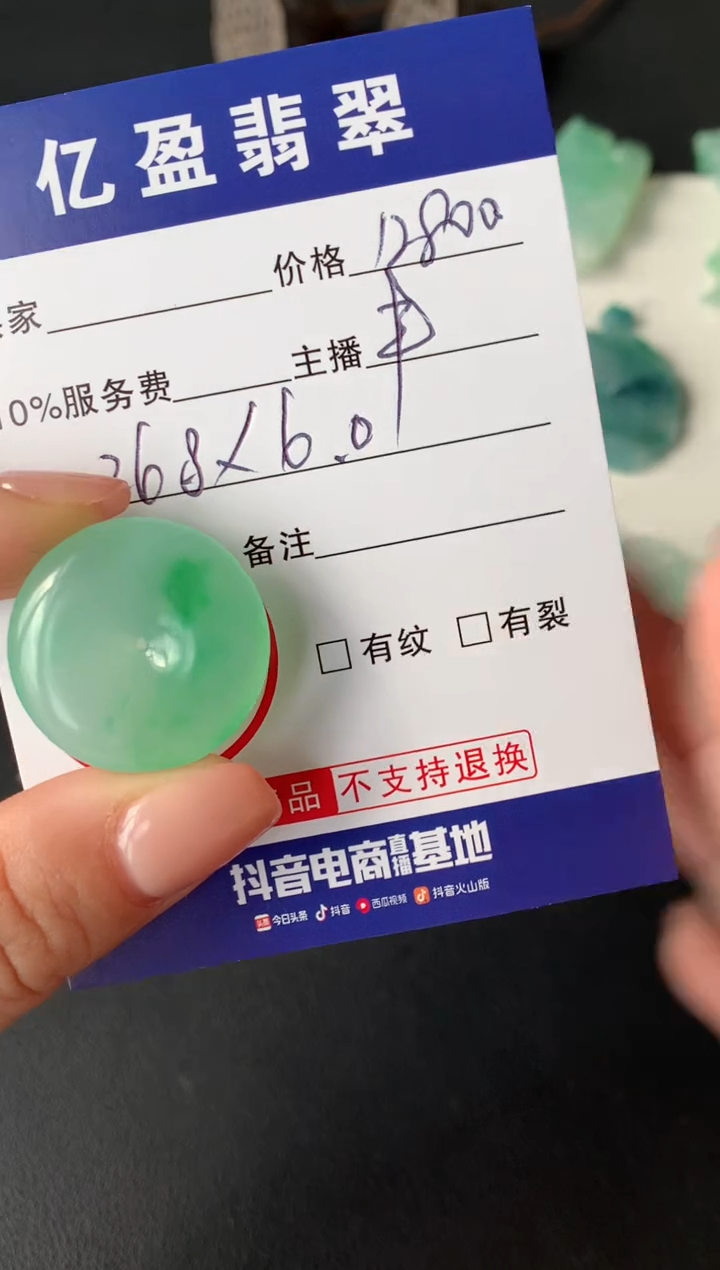 亿盈翡翠
价格 12800
家
10%服务费 主播
268×6.0
备注
□有纹 □有裂
品 不支持退换
抖音电商直播基地
今日头条 抖音 西瓜视频 抖音火山版